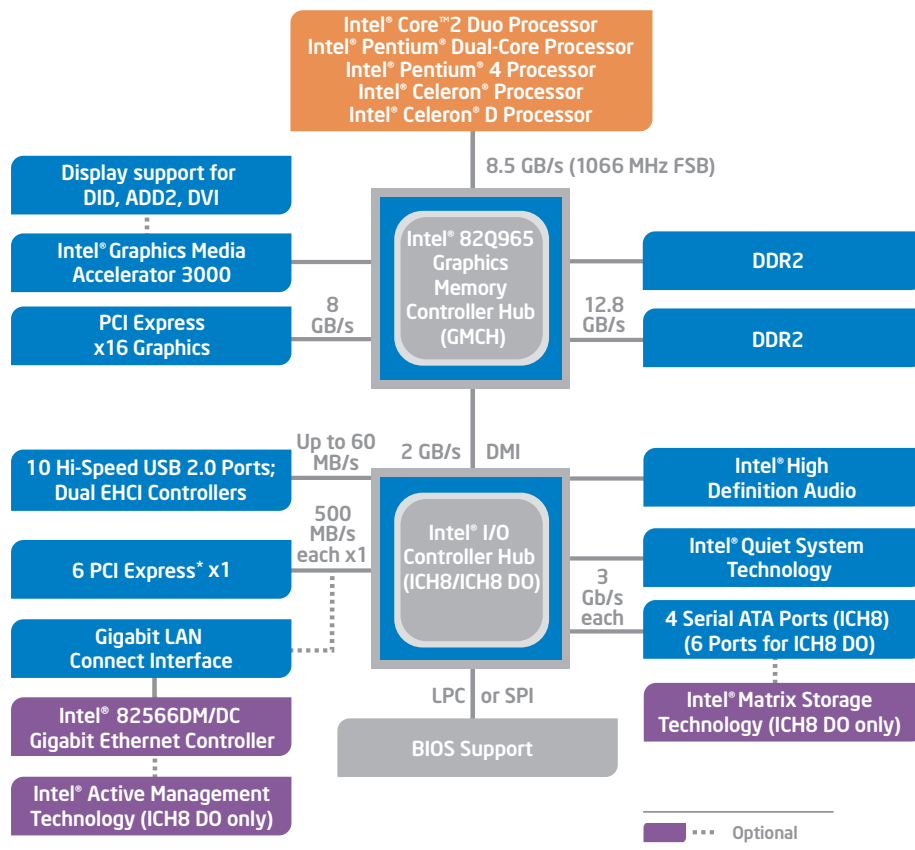 Intel® Core™2 Duo Processor
Intel® Pentium® Dual-Core Processor
Intel® Pentium® 4 Processor
Intel® Celeron® Processor
Intel® Celeron® D Processor
8.5 GB/s (1066 MHz FSB)
Display support for
DID, ADD2, DVI
Intel® Graphics Media
Accelerator 3000
8
GB/s
PCI Express
x16 Graphics
Intel® 82Q965
Graphics
Memory
Controller Hub
(GMCH)
DDR2
12.8
GB/s
DDR2
2 GB/s DMI
Up to 60
MB/s
10 Hi-Speed USB 2.0 Ports;
Dual EHCI Controllers
500
MB/s
each x1
6 PCI Express* x1
Gigabit LAN
Connect Interface
Intel® 82566DM/DC
Gigabit Ethernet Controller
Intel® Active Management
Technology (ICH8 DO only)
Intel® I/O
Controller Hub
(ICH8/ICH8 DO)
Intel® High
Definition Audio
Intel® Quiet System
Technology
3
Gb/s
each
4 Serial ATA Ports (ICH8)
(6 Ports for ICH8 DO)
Intel® Matrix Storage
Technology (ICH8 DO only)
LPC or SPI
BIOS Support
Optional